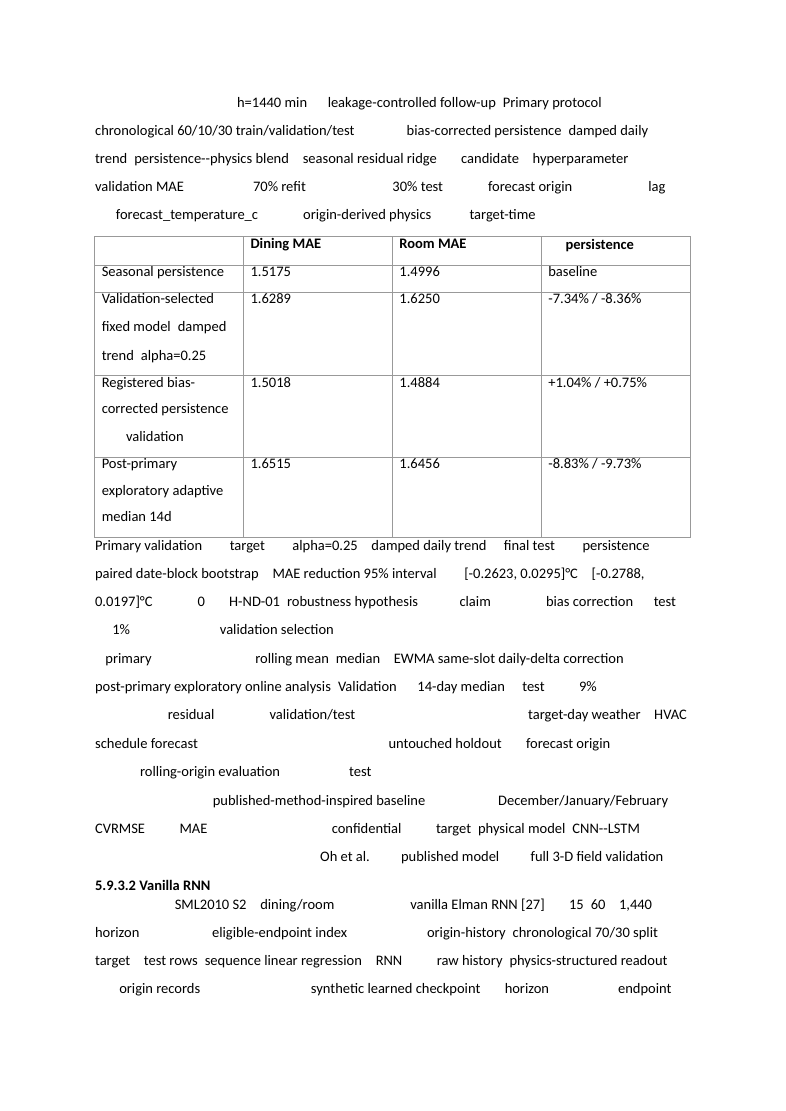 h=1440 min leakage-controlled follow-up Primary protocol
chronological 60/10/30 train/validation/test bias-corrected persistence damped daily
trend persistence--physics blend seasonal residual ridge candidate hyperparameter
validation MAE 70% refit 30% test forecast origin lag
forecast_temperature_c origin-derived physics target-time
Dining MAE Room MAE persistence
Seasonal persistence 1.5175 1.4996 baseline
Validation-selected 1.6289 1.6250 -7.34% / -8.36%
fixed model damped
trend alpha=0.25
Registered bias- 1.5018 1.4884 +1.04% / +0.75%
corrected persistence
validation
Post-primary 1.6515 1.6456 -8.83% / -9.73%
exploratory adaptive
median 14d
Primary validation target alpha=0.25 damped daily trend final test persistence
paired date-block bootstrap MAE reduction 95% interval [-0.2623, 0.0295]°C [-0.2788,
0.0197]°C 0 H-ND-01 robustness hypothesis claim bias correction test
1% validation selection
primary rolling mean median EWMA same-slot daily-delta correction
post-primary exploratory online analysis Validation 14-day median test 9%
residual validation/test target-day weather HVAC
schedule forecast untouched holdout forecast origin
rolling-origin evaluation test
published-method-inspired baseline December/January/February
CVRMSE MAE confidential target physical model CNN--LSTM
Oh et al. published model full 3-D field validation
5.9.3.2 Vanilla RNN
SML2010 S2 dining/room vanilla Elman RNN [27] 15 60 1,440
horizon eligible-endpoint index origin-history chronological 70/30 split
target test rows sequence linear regression RNN raw history physics-structured readout
origin records synthetic learned checkpoint horizon endpoint